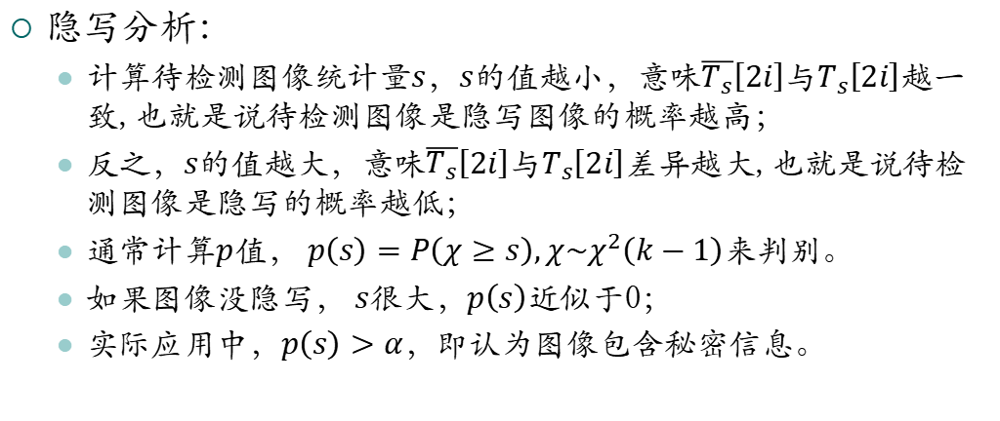 隐写分析:
计算待检测图像统计量s，s的值越小，意味$\overline{T_s}[2i]$与$T_s[2i]$越一
致, 也就是说待检测图像是隐写图像的概率越高；
反之，s的值越大，意味$\overline{T_s}[2i]$与$T_s[2i]$差异越大, 也就是说待检
测图像是隐写的概率越低；
通常计算p值， $p(s) = P(\chi \geq s), \chi \sim \chi^2(k-1)$来判别。
如果图像没隐写， s很大，p(s)近似于0；
实际应用中，$p(s) > \alpha$，即认为图像包含秘密信息。